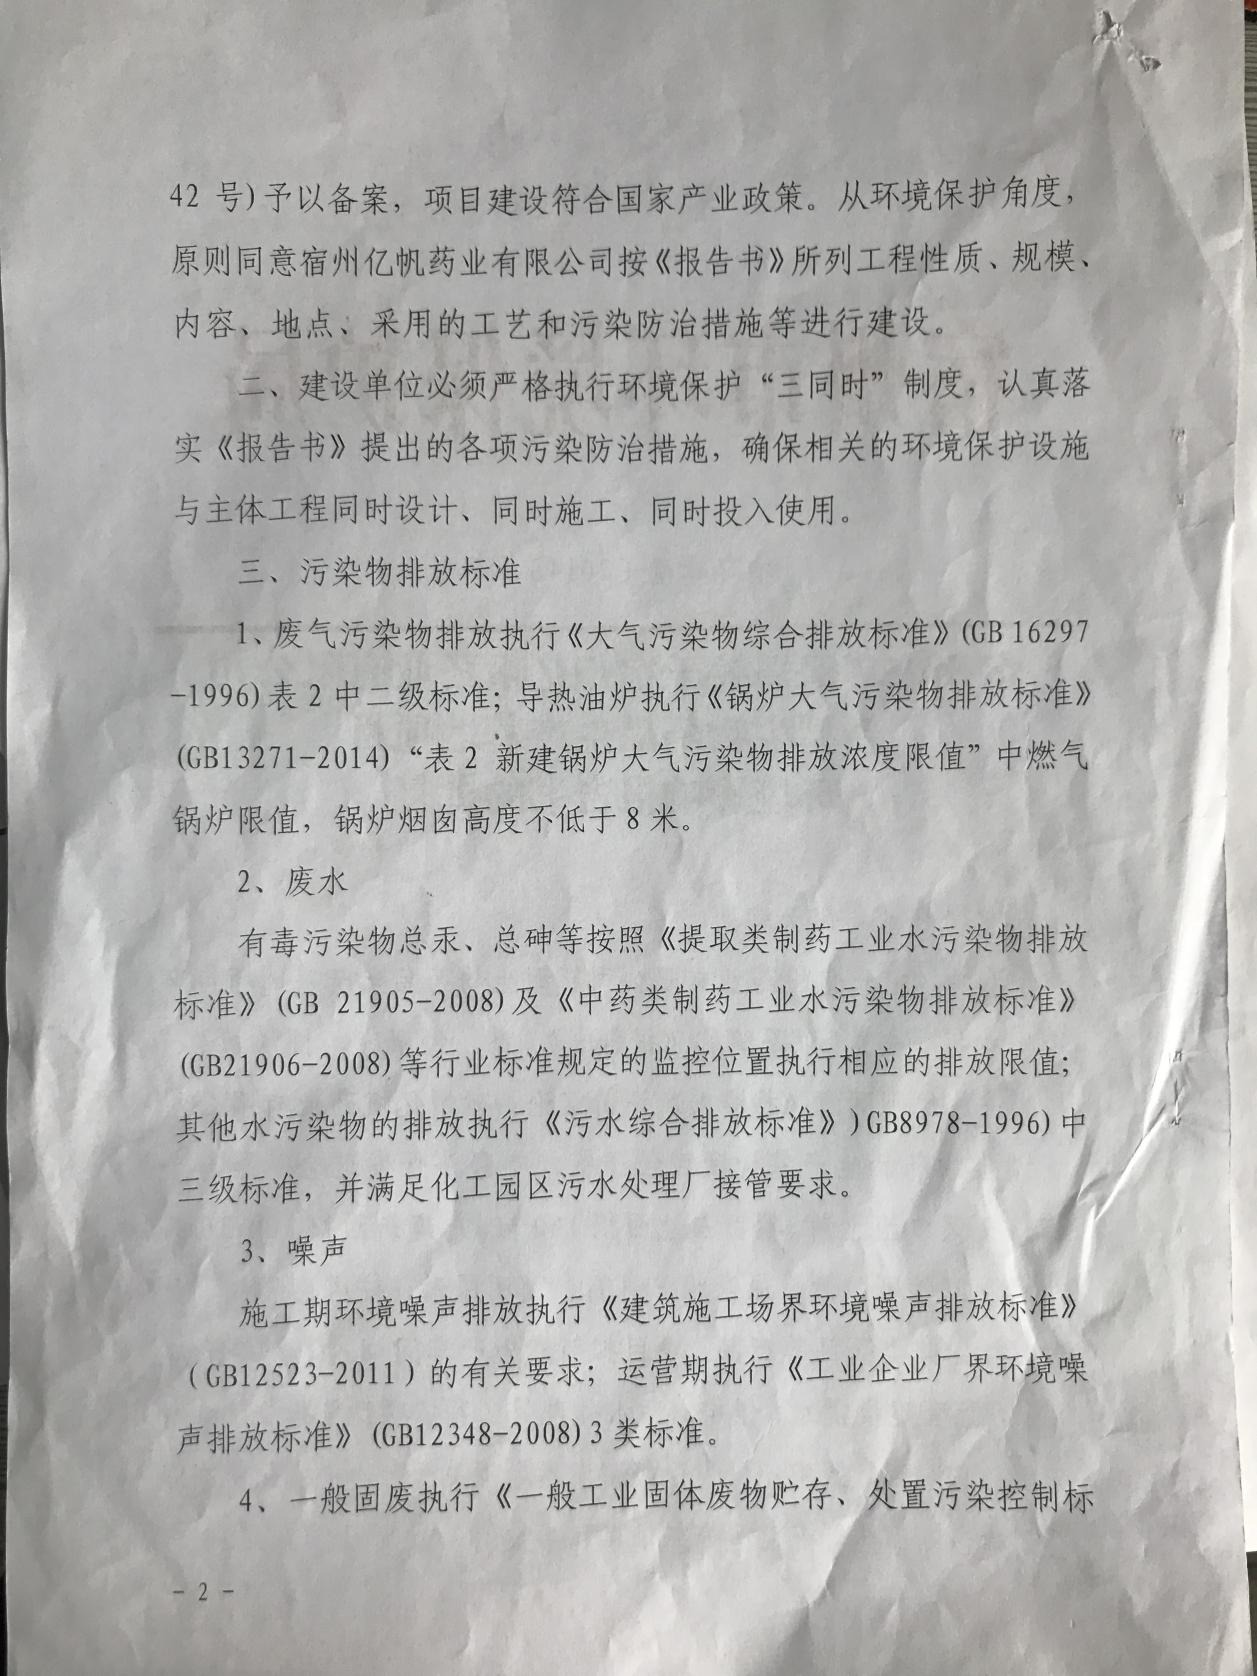 42 号)予以备案，项目建设符合国家产业政策。从环境保护角度，
原则同意宿州亿帆药业有限公司按《报告书》所列工程性质、规模、
内容、地点、采用的工艺和污染防治措施等进行建设。
二、建设单位必须严格执行环境保护“三同时”制度，认真落
实《报告书》提出的各项污染防治措施，确保相关的环境保护设施
与主体工程同时设计、同时施工、同时投入使用。
三、污染物排放标准
1、废气污染物排放执行《大气污染物综合排放标准》(GB 16297
-1996)表 2 中二级标准；导热油炉执行《锅炉大气污染物排放标准》
(GB13271-2014)“表 2 新建锅炉大气污染物排放浓度限值”中燃气
锅炉限值，锅炉烟囱高度不低于 8 米。
2、废水
有毒污染物总汞、总砷等按照《提取类制药工业水污染物排放
标准》(GB 21905-2008)及《中药类制药工业水污染物排放标准》
(GB21906-2008)等行业标准规定的监控位置执行相应的排放限值；
其他水污染物的排放执行《污水综合排放标准》)GB8978-1996)中
三级标准，并满足化工园区污水处理厂接管要求。
3、噪声
施工期环境噪声排放执行《建筑施工场界环境噪声排放标准》
（GB12523-2011）的有关要求；运营期执行《工业企业厂界环境噪
声排放标准》(GB12348-2008)3 类标准。
4、一般固废执行《一般工业固体废物贮存、处置污染控制标
- 2 -